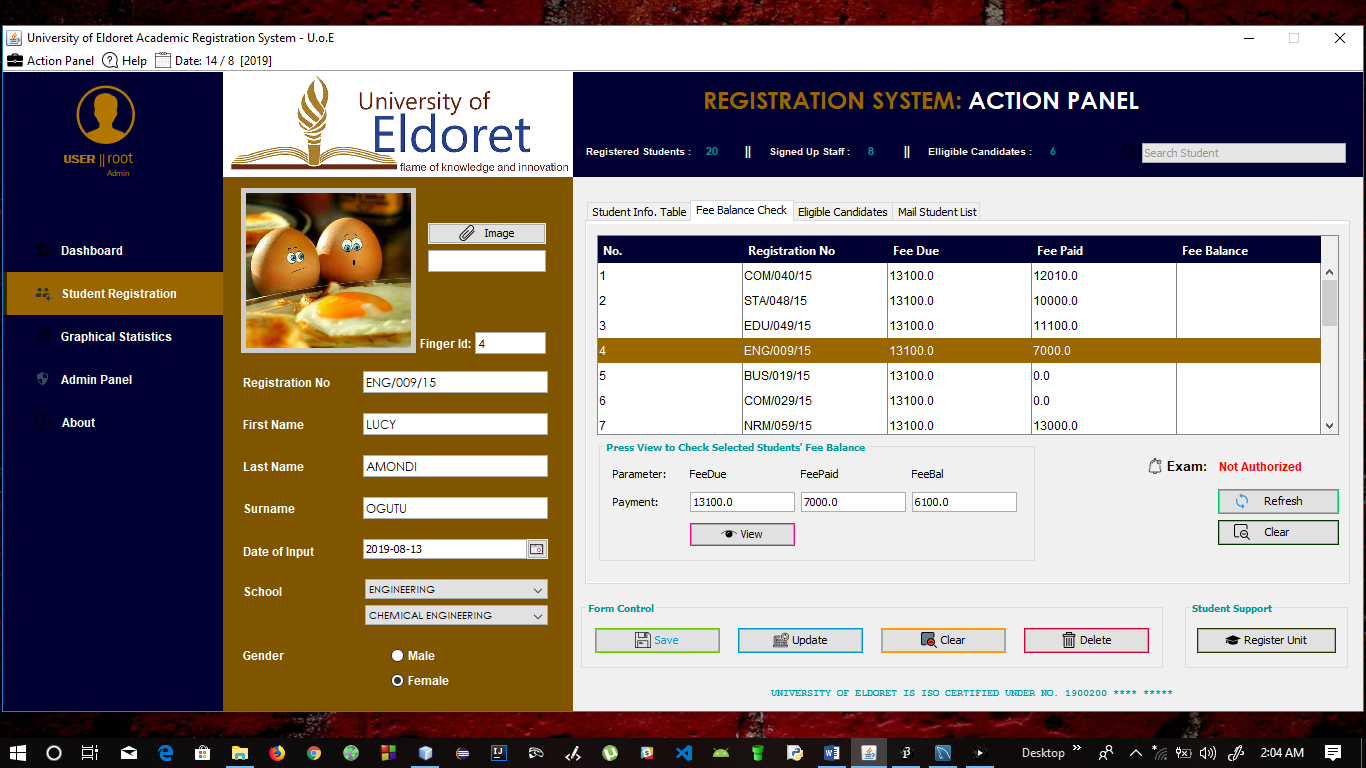 University of Eldoret Academic Registration System - U.o.E
Action Panel Help Date: 14 / 8 [2019]
USER || root
Admin
Dashboard
Student Registration
Graphical Statistics
Admin Panel
About
University of
Eldoret
flame of knowledge and innovation
Image
Finger Id: 4
Registration No ENG/009/15
First Name LUCY
Last Name AMONDI
Surname OGUTU
Date of Input 2019-08-13
School ENGINEERING
CHEMICAL ENGINEERING
Gender Male
Female
REGISTRATION SYSTEM: ACTION PANEL
Registered Students : 20 || Signed Up Staff : 8 || Elligible Candidates : 6 Search Student
Student Info. Table Fee Balance Check Eligible Candidates Mail Student List
No. Registration No Fee Due Fee Paid Fee Balance
1 COM/040/15 13100.0 12010.0
2 STA/048/15 13100.0 10000.0
3 EDU/049/15 13100.0 11100.0
4 ENG/009/15 13100.0 7000.0
5 BUS/019/15 13100.0 0.0
6 COM/029/15 13100.0 0.0
7 NRM/059/15 13100.0 13000.0
Press View to Check Selected Students' Fee Balance
Parameter: FeeDue FeePaid FeeBal
Payment: 13100.0 7000.0 6100.0
View
Exam: Not Authorized
Refresh
Clear
Form Control
Save Update Clear Delete
Student Support
Register Unit
UNIVERSITY OF ELDORET IS ISO CERTIFIED UNDER NO. 1900200 **** *****
Desktop 2:04 AM